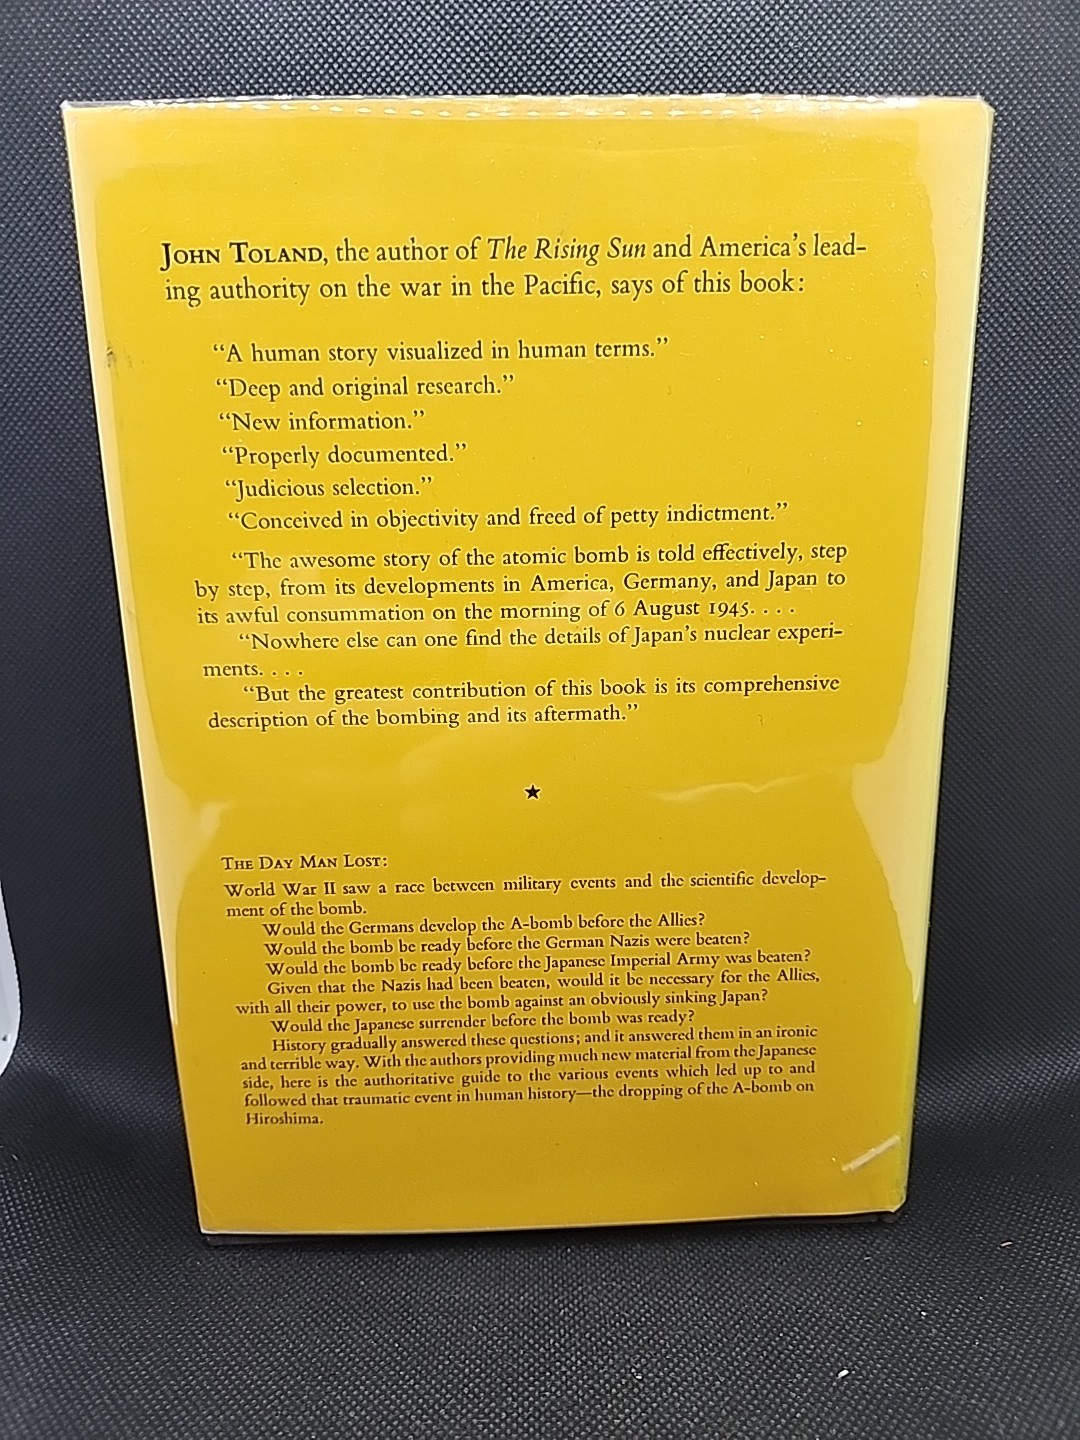 JOHN TOLAND, the author of The Rising Sun and America's lead-
ing authority on the war in the Pacific, says of this book:
"A human story visualized in human terms."
"Deep and original research."
"New information."
"Properly documented."
"Judicious selection."
"Conceived in objectivity and freed of petty indictment."
"The awesome story of the atomic bomb is told effectively, step
by step, from its developments in America, Germany, and Japan to
its awful consummation on the morning of 6 August 1945. . . .
"Nowhere else can one find the details of Japan's nuclear experi-
ments. . . .
"But the greatest contribution of this book is its comprehensive
description of the bombing and its aftermath."
★
THE DAY MAN LOST:
World War II saw a race between military events and the scientific develop-
ment of the bomb.
Would the Germans develop the A-bomb before the Allies?
Would the bomb be ready before the German Nazis were beaten?
Would the bomb be ready before the Japanese Imperial Army was beaten?
Given that the Nazis had been beaten, would it be necessary for the Allies,
with all their power, to use the bomb against an obviously sinking Japan?
Would the Japanese surrender before the bomb was ready?
History gradually answered these questions; and it answered them in an ironic
and terrible way. With the authors providing much new material from the Japanese
side, here is the authoritative guide to the various events which led up to and
followed that traumatic event in human history—the dropping of the A-bomb on
Hiroshima.